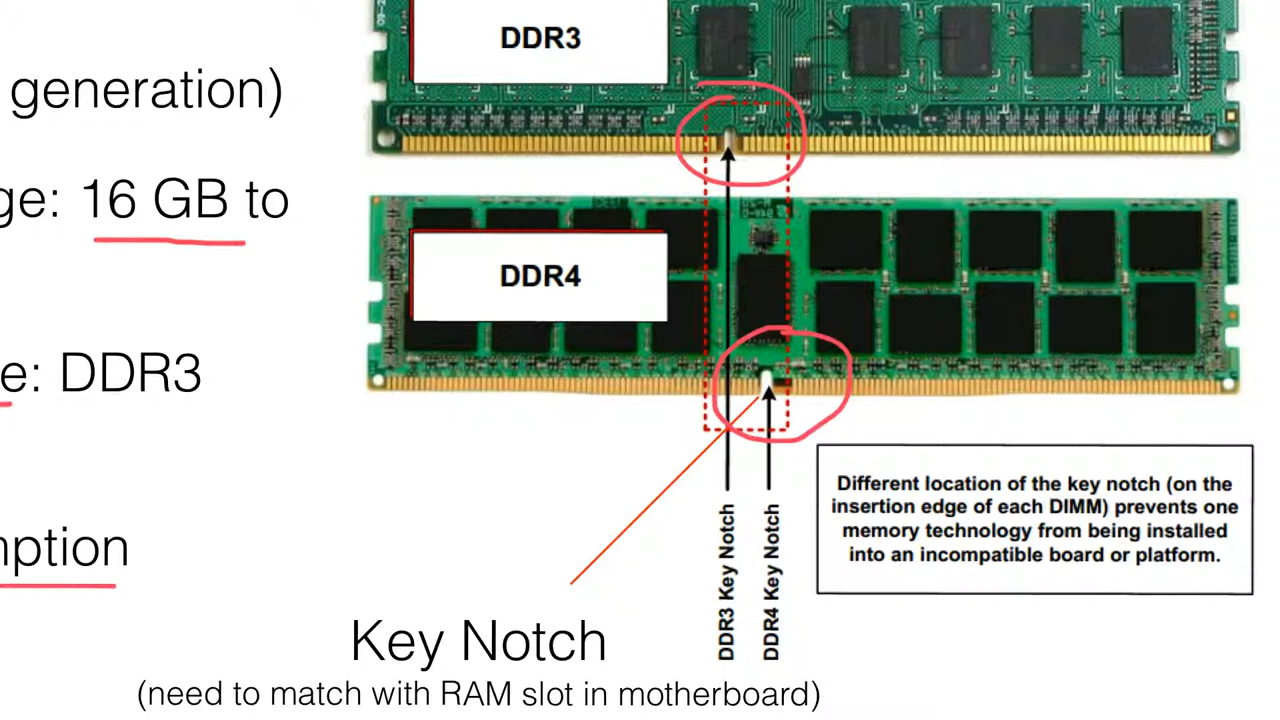 DDR3
generation)
ge: 16 GB to
DDR4
e: DDR3
Different location of the key notch (on the
insertion edge of each DIMM) prevents one
memory technology from being installed
into an incompatible board or platform.
nption
DDR3 Key Notch
DDR4 Key Notch
Key Notch
(need to match with RAM slot in motherboard)